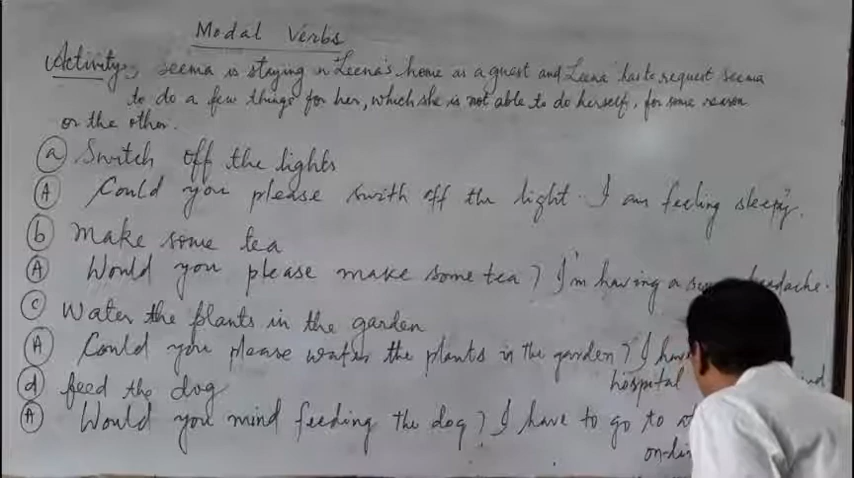 Modal Verbs
Activity, seema is staying in Leena's home as a guest and Leena has to request seema
to do a few things for her, which she is not able to do herself, for some reason
or the other.
(a) Switch off the lights
(A) Could you please swith off the light. I am feeling sleepy.
(b) Make some tea
(A) Would you please make some tea? I'm having a headache.
(c) Water the plants in the garden
(A) Could you please water the plants in the garden? I have
hospital
(d) feed the dog
(A) Would you mind feeding the dog? I have to go to